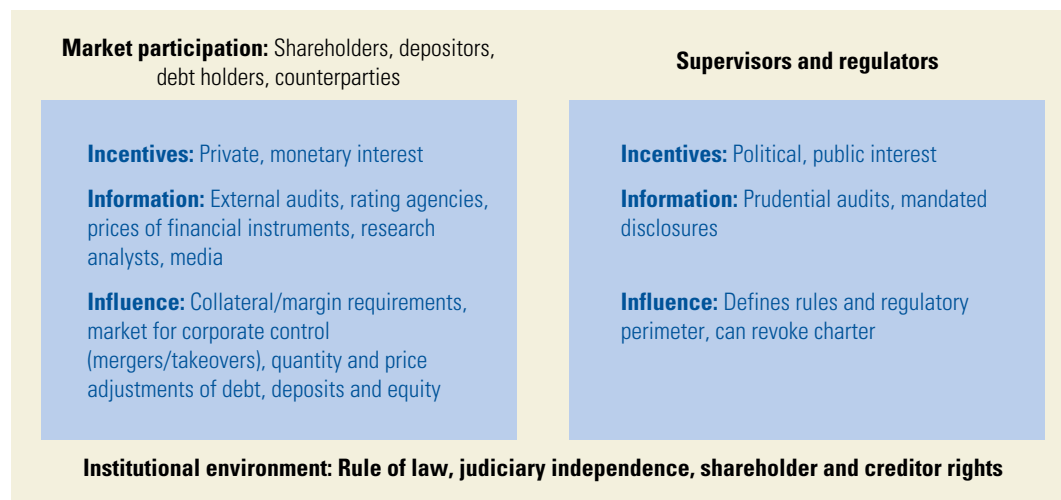 Market participation: Shareholders, depositors,
debt holders, counterparties
Incentives: Private, monetary interest
Information: External audits, rating agencies,
prices of financial instruments, research
analysts, media
Influence: Collateral/margin requirements,
market for corporate control
(mergers/takeovers), quantity and price
adjustments of debt, deposits and equity
Supervisors and regulators
Incentives: Political, public interest
Information: Prudential audits, mandated
disclosures
Influence: Defines rules and regulatory
perimeter, can revoke charter
Institutional environment: Rule of law, judiciary independence, shareholder and creditor rights